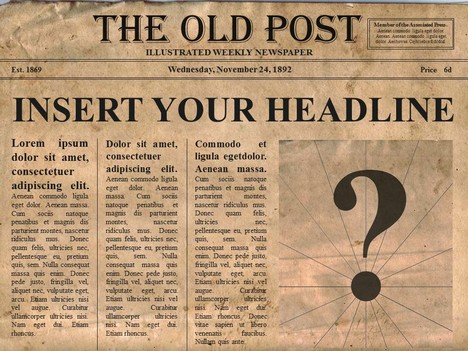 THE OLD POST
ILLUSTRATED WEEKLY NEWSPAPER
Member of the Associated Press.
Aenean commodo ligula eget dolor.
Est. 1869
Wednesday, November 24, 1892
Price 6d
INSERT YOUR HEADLINE
Lorem ipsum
dolor sit amet,
consectetuer
adipiscing elit.
Aenean commodo ligula
eget dolor. Aenean
massa. Cum sociis
natoque penatibus et
magnis dis parturient
montes, nascetur
ridiculus mus. Donec
quam felis, ultricies
nec, pellentesque eu,
pretium quis, sem.
Nulla consequat massa
quis enim. Donec pede
justo, fringilla vel,
aliquet nec, vulputate
eget, arcu. Etiam
ultricies nisi vel
augue. Curabitur
ullamcorper ultricies
nisi. Nam eget dui.
Etiam rhoncus.
Dolor sit amet,
consectetuer
adipiscing elit.
Aenean commodo ligula
eget dolor. Aenean
massa. Cum sociis
natoque penatibus et
magnis dis parturient
montes, nascetur
ridiculus mus. Donec
quam felis, ultricies
nec, pellentesque eu,
pretium quis, sem.
Nulla consequat massa
quis enim. Donec pede
justo, fringilla vel,
aliquet nec, vulputate
eget, arcu. Etiam
ultricies nisi vel
augue. Curabitur
ullamcorper ultricies
nisi. Nam eget dui.
Etiam rhoncus.
Commodo et
ligula egetdolor.
Aenean massa.
Cum sociis natoque
penatibus et magnis dis
parturient montes,
nascetur ridiculus mus.
Donec quam felis,
ultricies nec,
pellentesque eu, pretium
quis, sem. Nulla
consequat massa quis
enim. Donec pede justo,
fringilla vel, aliquet
nec, vulputate eget,
arcu. Etiam ultricies
nisi vel augue. Curabitur
ullamcorper ultricies
nisi. Nam eget dui.
Etiam rhoncus. Donec
vitae sapien ut libero
venenatis faucibus.
Nullam quis ante.
?